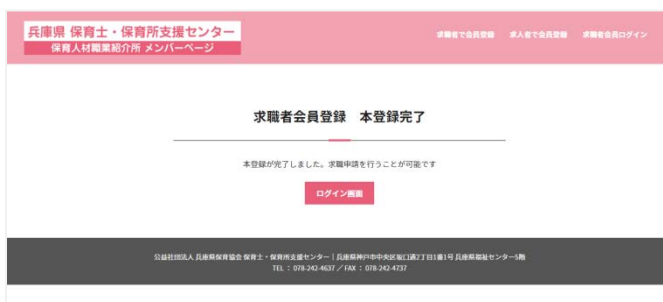 兵庫県 保育士・保育所支援センター
保育人材職業紹介所 メンバーページ
求職者で会員登録 求人者で会員登録 求職者会員ログイン
求職者会員登録 本登録完了
本登録が完了しました。求職申請を行うことが可能です
ログイン画面
公益社団法人 兵庫県保育協会 保育士・保育所支援センター｜兵庫県神戸市中央区坂口通2丁目1番1号 兵庫県福祉センター5階
TEL : 078-242-4637 ／ FAX : 078-242-4737